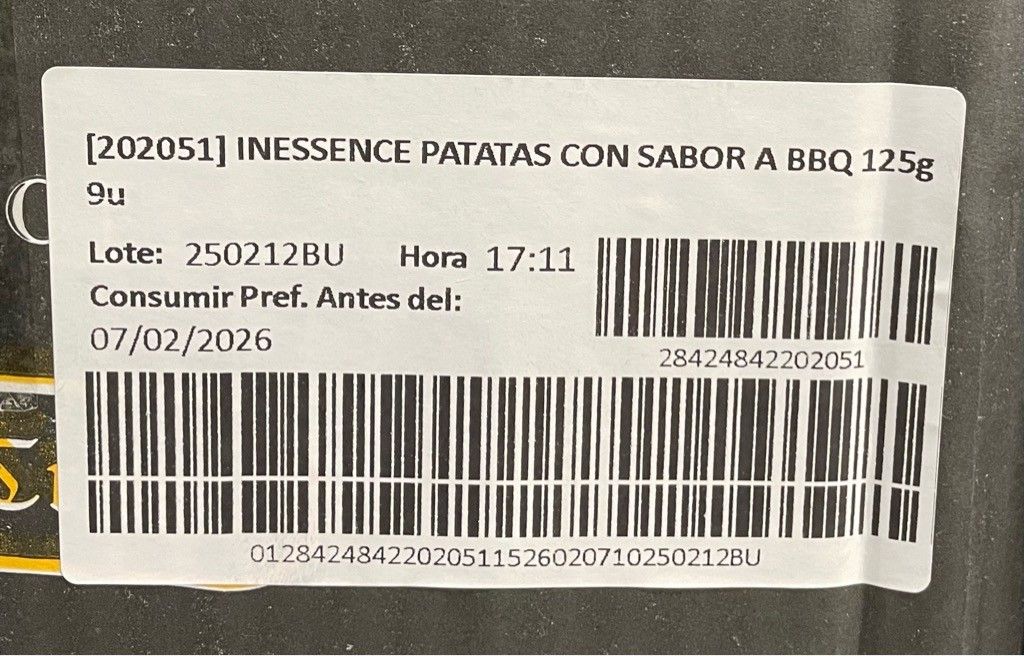 [202051] INESSENCE PATATAS CON SABOR A BBQ 125g
9u
Lote: 250212BU Hora 17:11
Consumir Pref. Antes del:
07/02/2026
28424842202051
01284248422020511526020710250212BU